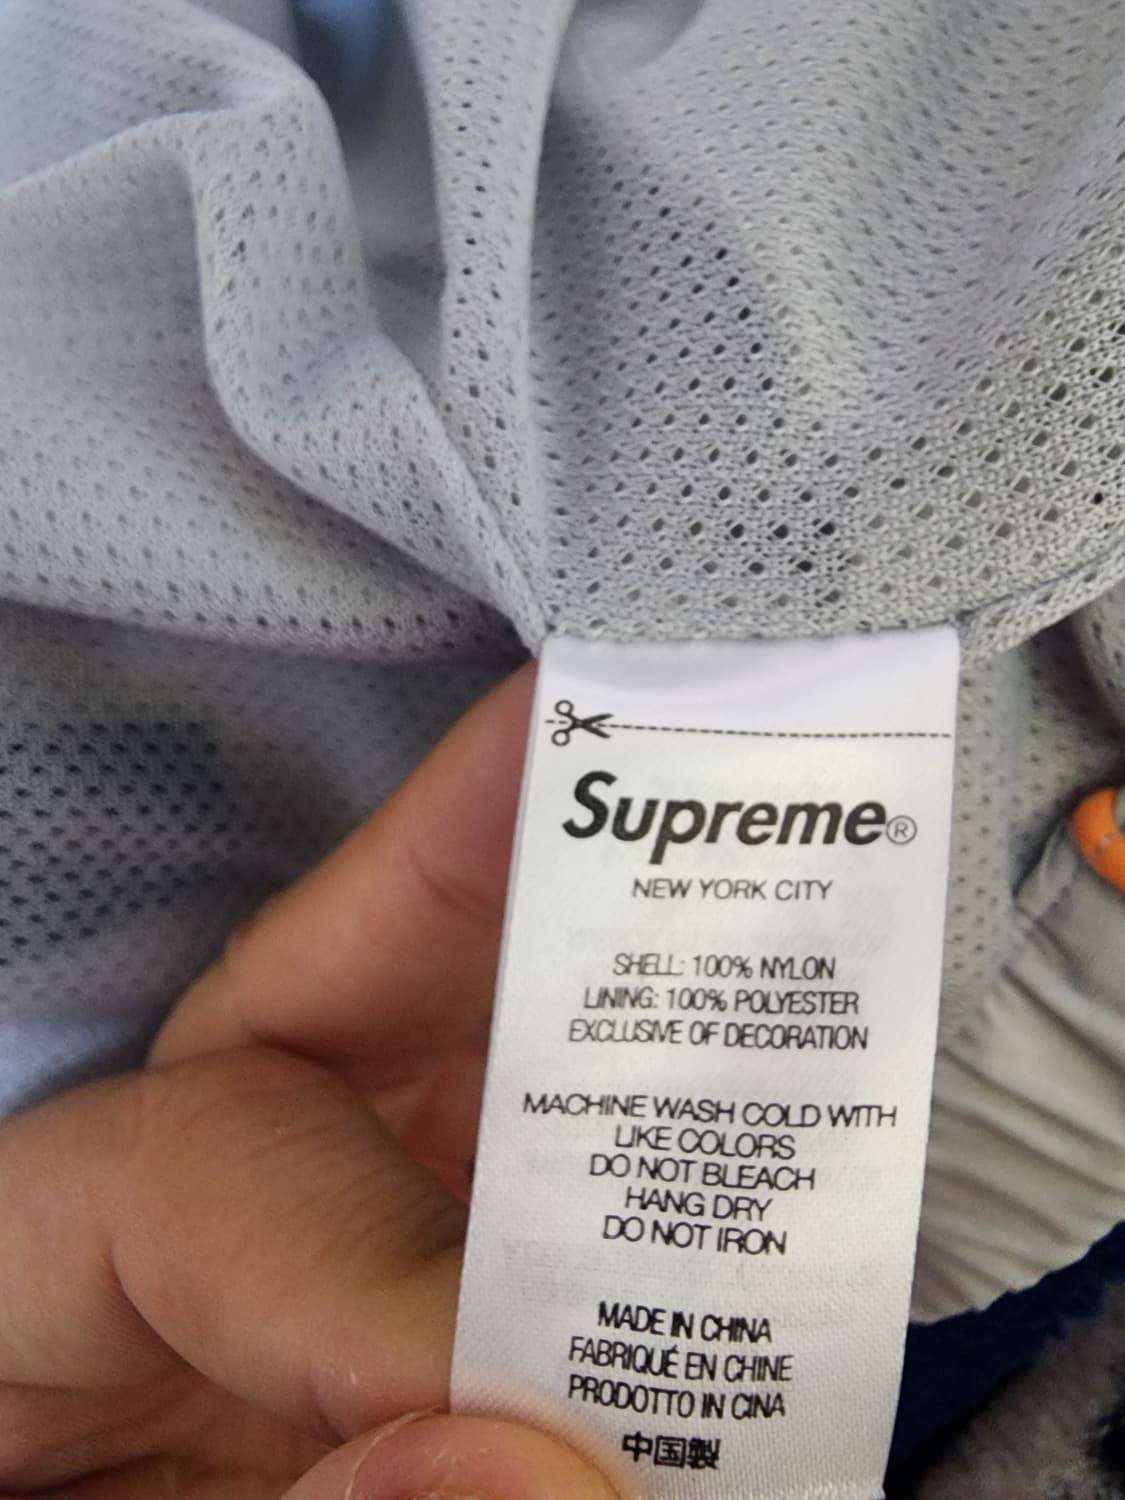 Supreme®
NEW YORK CITY
SHELL: 100% NYLON
LINING: 100% POLYESTER
EXCLUSIVE OF DECORATION
MACHINE WASH COLD WITH
LIKE COLORS
DO NOT BLEACH
HANG DRY
DO NOT IRON
MADE IN CHINA
FABRIQUÉ EN CHINE
PRODOTTO IN CINA
中国製